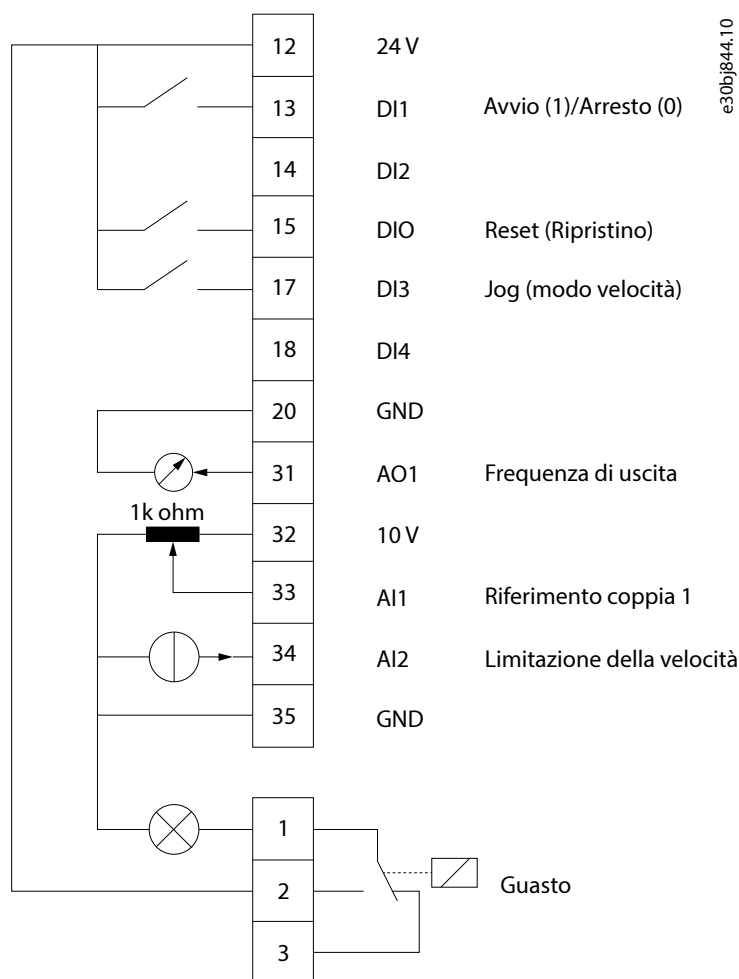 e30bj844.10
12 24 V
13 DI1 Avvio (1)/Arresto (0)
14 DI2
15 DIO Reset (Ripristino)
17 DI3 Jog (modo velocità)
18 DI4
20 GND
31 AO1 Frequenza di uscita
1k ohm
32 10 V
33 AI1 Riferimento coppia 1
34 AI2 Limitazione della velocità
35 GND
1
2 Guasto
3